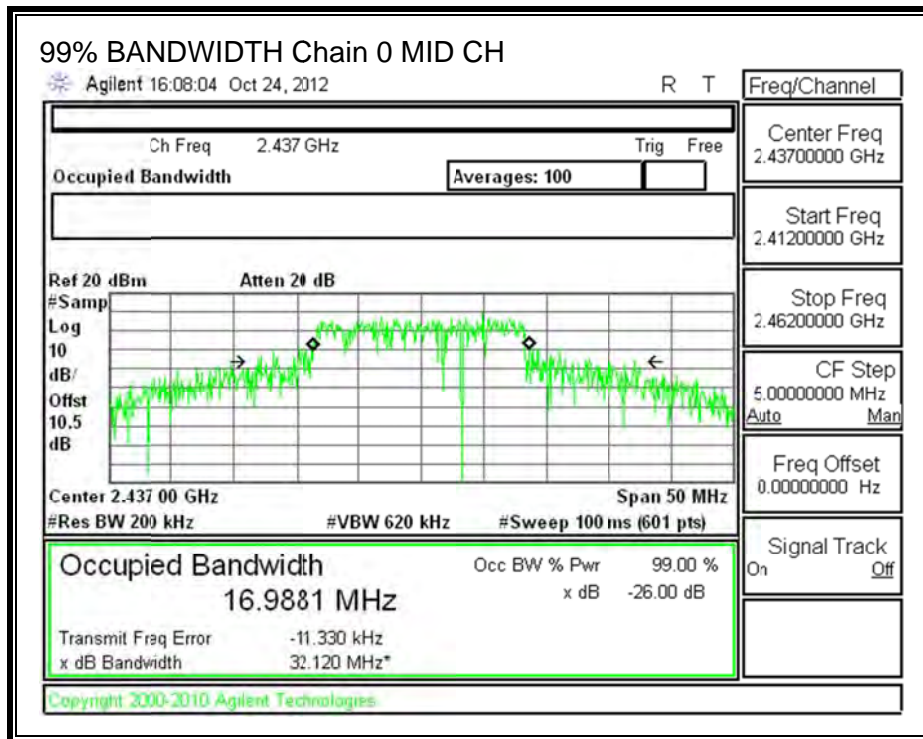 99% BANDWIDTH Chain 0 MID CH
Agilent 16:08:04 Oct 24, 2012 R T
Freq/Channel
Ch Freq 2.437 GHz Trig Free
Occupied Bandwidth Averages: 100
Center Freq
2.43700000 GHz
Start Freq
2.41200000 GHz
Stop Freq
2.46200000 GHz
CF Step
5.00000000 MHz
Auto Man
Freq Offset
0.00000000 Hz
Signal Track
On Off
Ref 20 dBm Atten 20 dB
#Samp
Log
10
dB/
Offst
10.5
dB
Center 2.437 00 GHz Span 50 MHz
#Res BW 200 kHz #VBW 620 kHz #Sweep 100 ms (601 pts)
Occupied Bandwidth
16.9881 MHz
Occ BW % Pwr 99.00 %
x dB -26.00 dB
Transmit Freq Error -11.330 kHz
x dB Bandwidth 32.120 MHz*
Copyright 2000-2010 Agilent Technologies